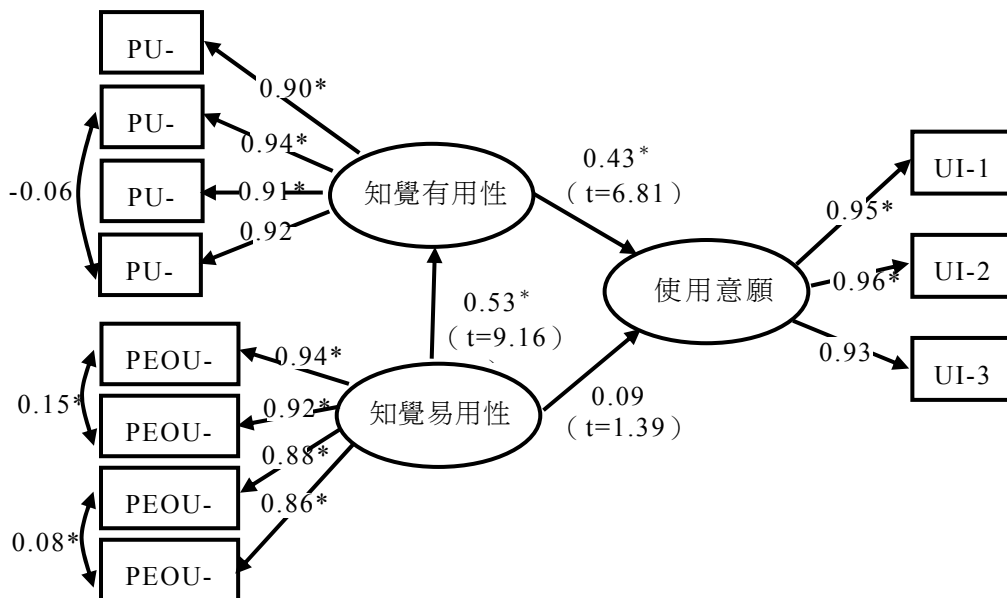 PU-
0.90*
PU-
0.94*
-0.06
PU-
0.91*
PU-
0.92
知覺有用性
0.43*
（t=6.81）
UI-1
0.95*
使用意願
UI-2
0.96*
UI-3
0.93
0.53*
（t=9.16）
PEOU-
0.94*
0.15*
PEOU-
0.92*
知覺易用性
0.09
（t=1.39）
PEOU-
0.88*
0.08*
PEOU-
0.86*